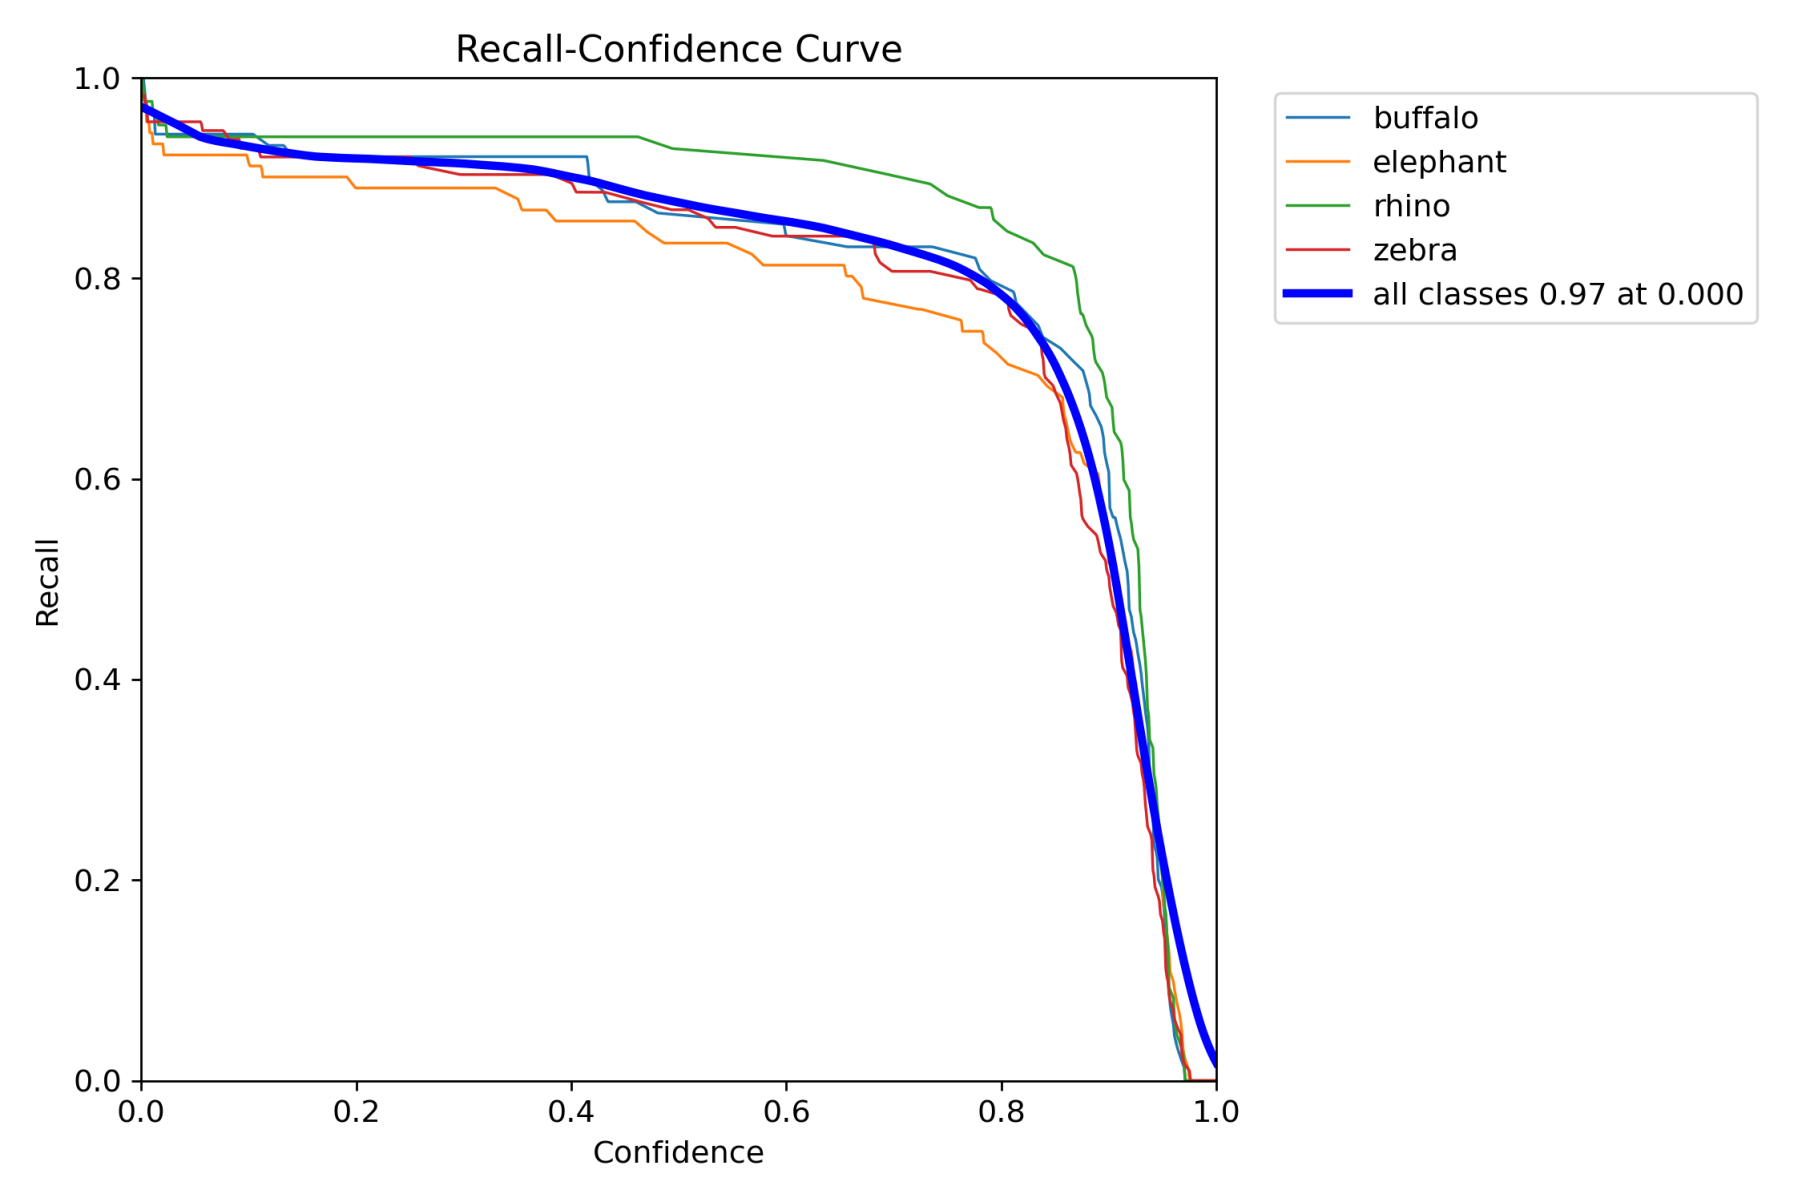 Recall-Confidence Curve
1.0
0.8
0.6
0.4
0.2
0.0
Recall
0.0 0.2 0.4 0.6 0.8 1.0
Confidence
buffalo
elephant
rhino
zebra
all classes 0.97 at 0.000